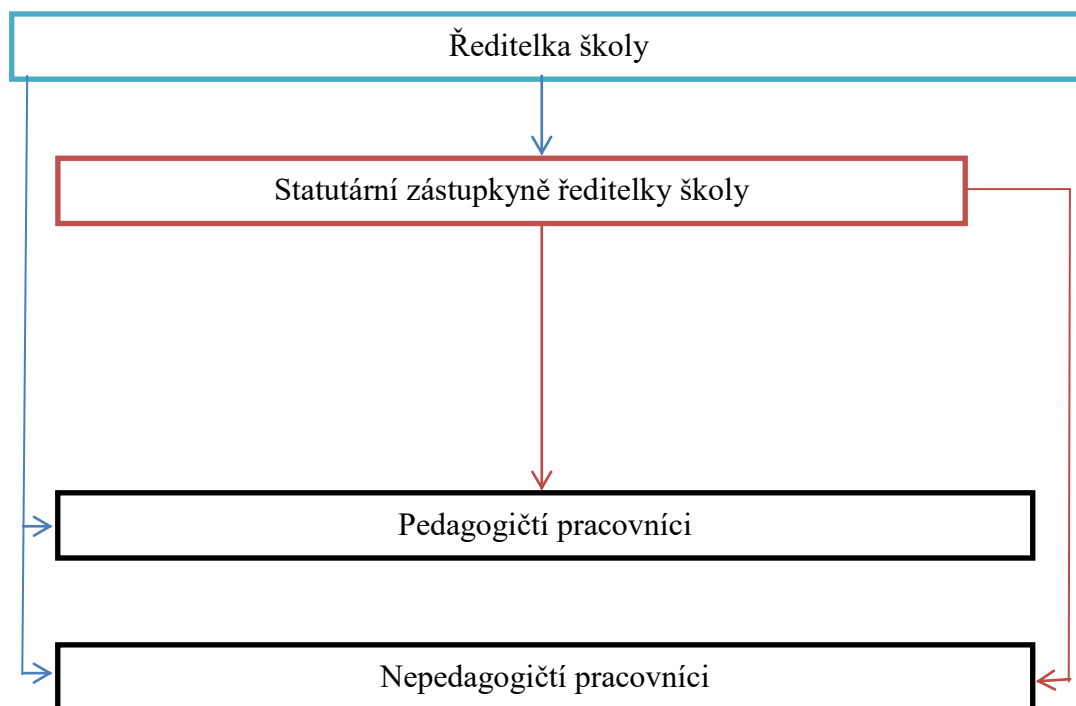 Ředitelka školy
Statutární zástupkyně ředitelky školy
Pedagogičtí pracovníci
Nepedagogičtí pracovníci